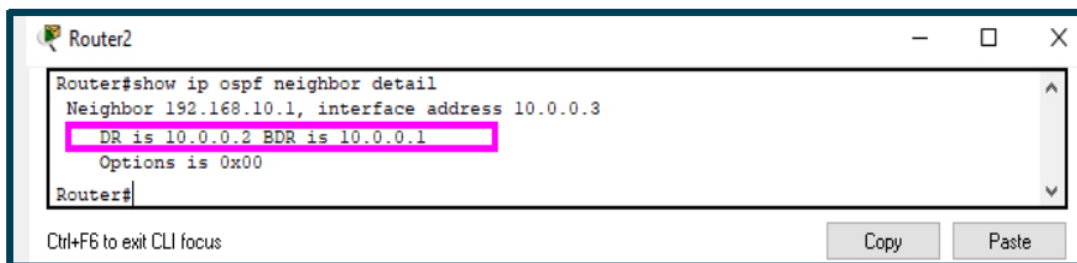 Router2
Router#show ip ospf neighbor detail
Neighbor 192.168.10.1, interface address 10.0.0.3
DR is 10.0.0.2 BDR is 10.0.0.1
Options is 0x00
Router#
Ctrl+F6 to exit CLI focus
Copy
Paste